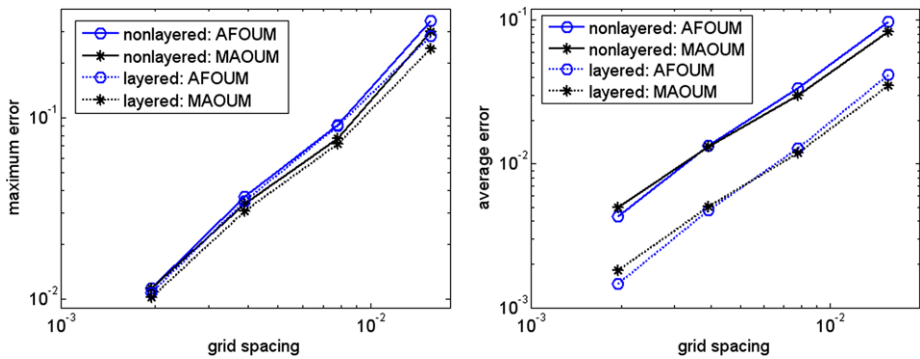 nonlayered: AFOUM
nonlayered: MAOUM
layered: AFOUM
layered: MAOUM
maximum error
10^-1
10^-2
10^-3
10^-2
grid spacing
nonlayered: AFOUM
nonlayered: MAOUM
layered: AFOUM
layered: MAOUM
average error
10^-1
10^-2
10^-3
10^-3
10^-2
grid spacing